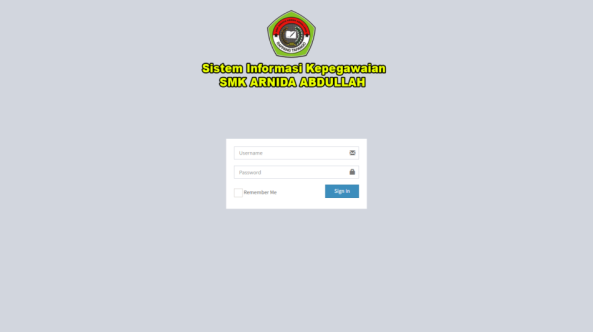 Sistem Informasi Kepegawaian
SMK ARNIDA ABDULLAH
Username
Password
Remember Me
Sign In